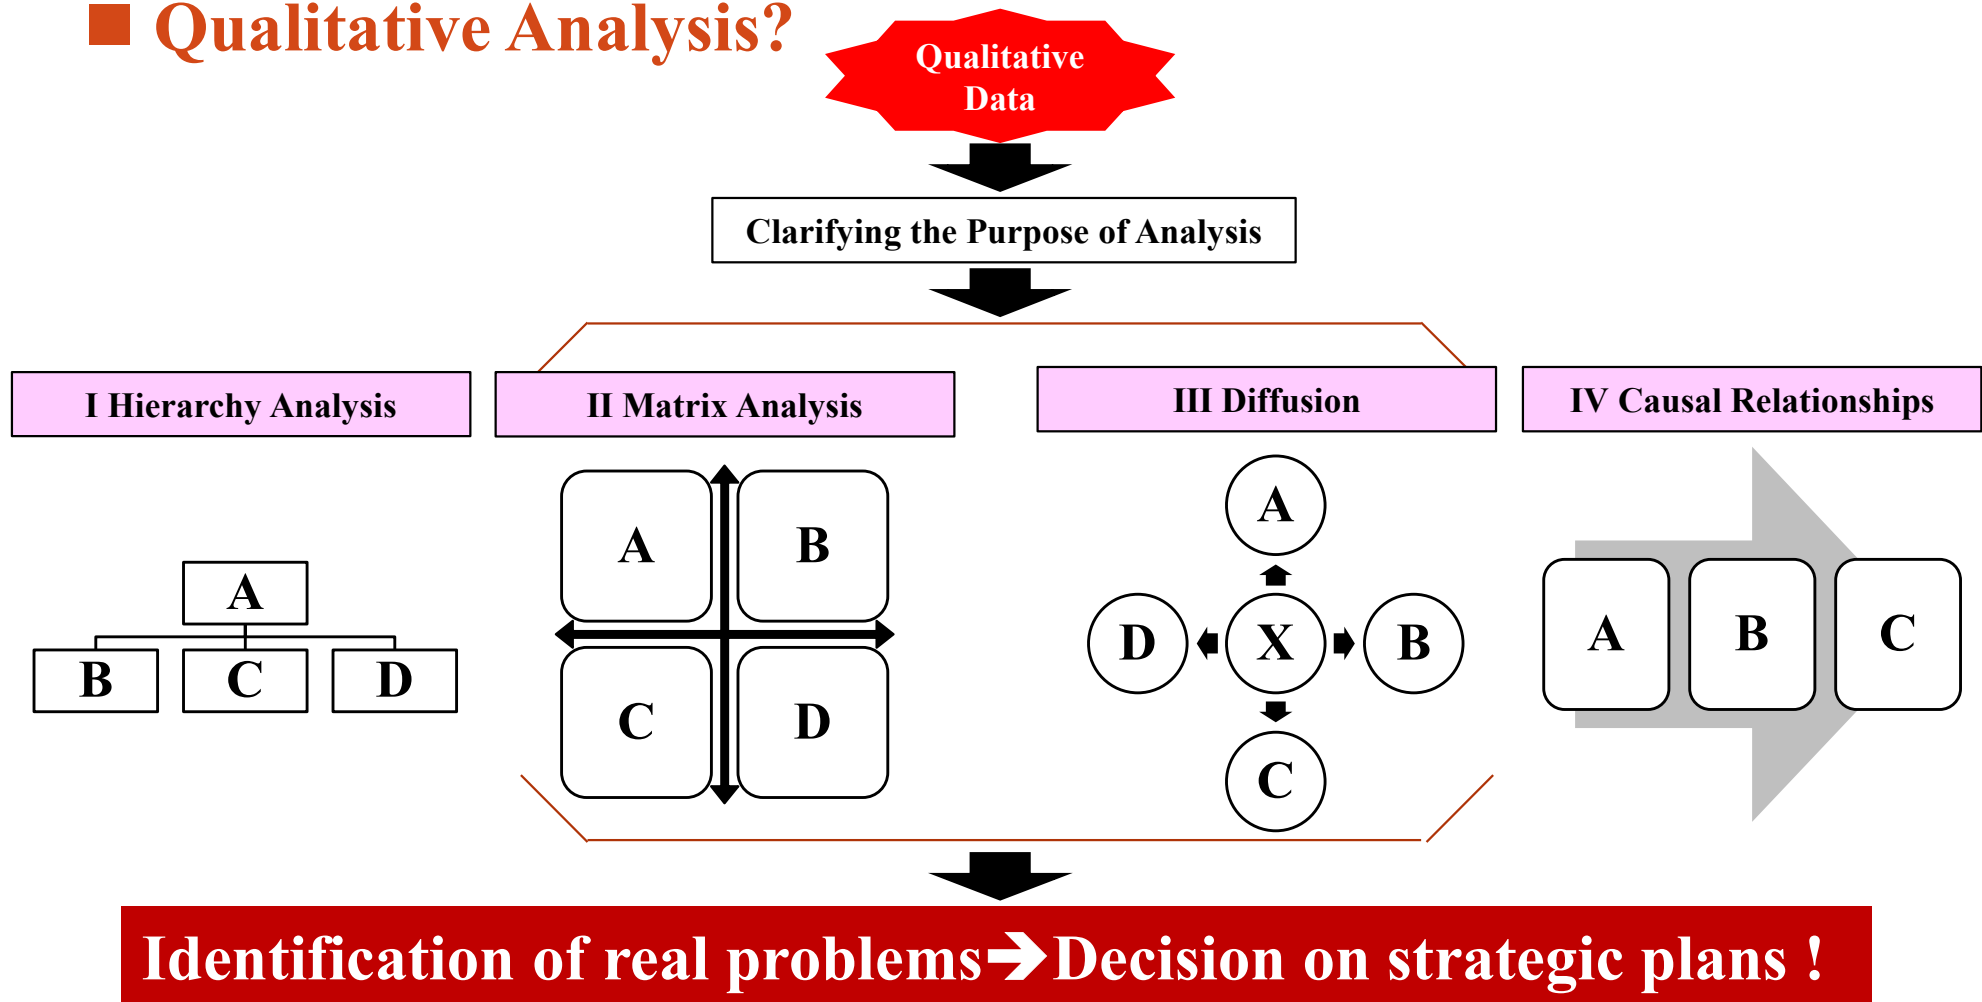 ■ Qualitative Analysis?
Qualitative
Data
Clarifying the Purpose of Analysis
I Hierarchy Analysis
II Matrix Analysis
III Diffusion
IV Causal Relationships
A
B
C
D
A
B
C
D
A
D
X
B
C
A
B
C
Identification of real problems➔Decision on strategic plans !